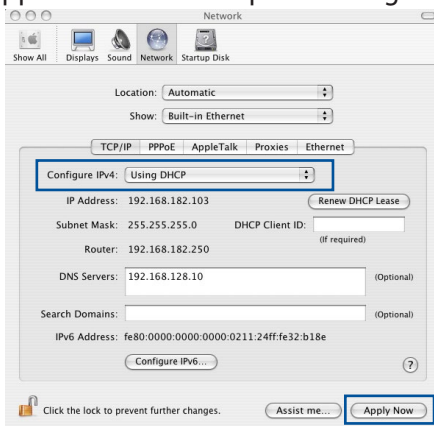 Network
Show All Displays Sound Network Startup Disk
Location: Automatic
Show: Built-in Ethernet
TCP/IP PPPoE AppleTalk Proxies Ethernet
Configure IPv4: Using DHCP
IP Address: 192.168.182.103 Renew DHCP Lease
Subnet Mask: 255.255.255.0 DHCP Client ID:
(If required)
Router: 192.168.182.250
DNS Servers: 192.168.128.10 (Optional)
Search Domains: (Optional)
IPv6 Address: fe80:0000:0000:0000:0211:24ff:fe32:b18e
Configure IPv6... ?
Click the lock to prevent further changes. Assist me... Apply Now